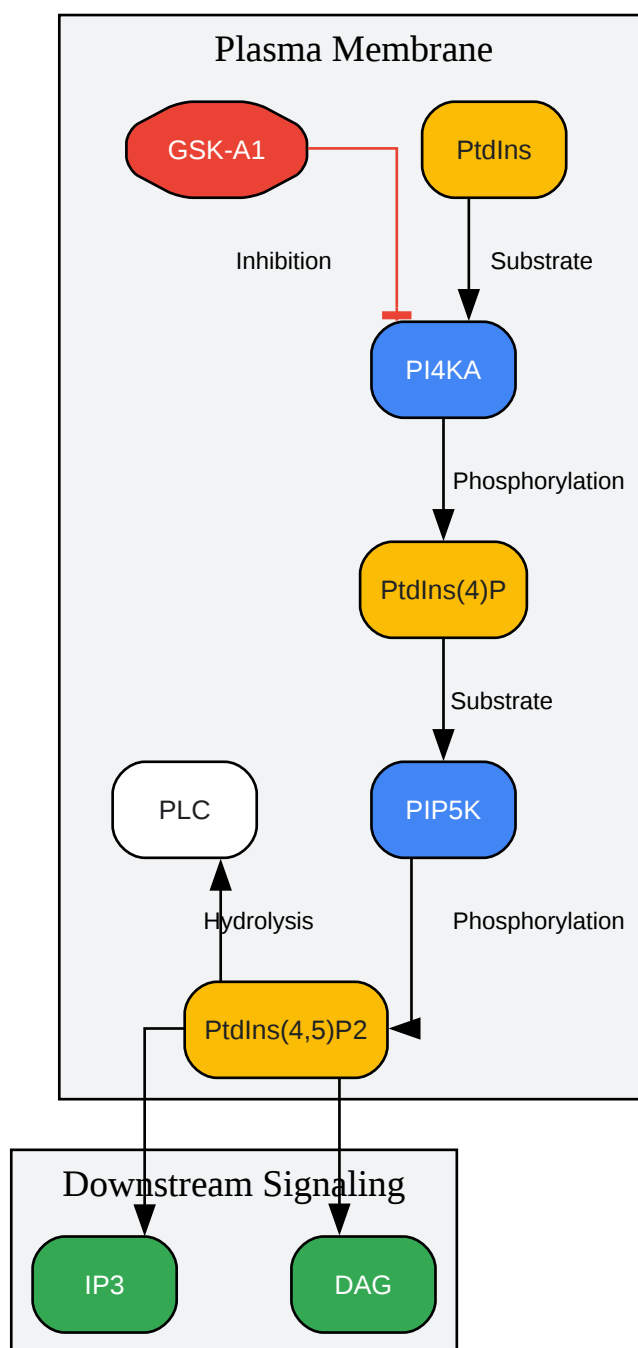 Plasma Membrane
GSK-A1
PtdIns
Inhibition
Substrate
PI4KA
Phosphorylation
PtdIns(4)P
Substrate
PLC
PIP5K
Hydrolysis
Phosphorylation
PtdIns(4,5)P2
Downstream Signaling
IP3
DAG